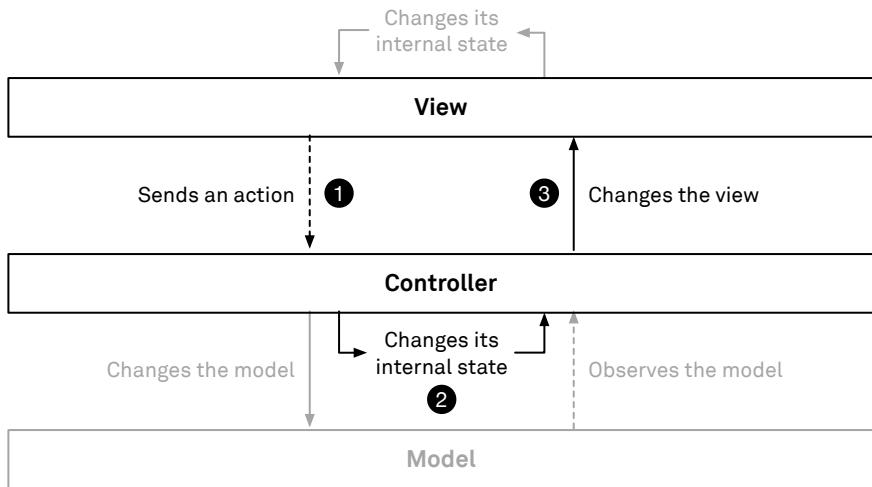 Changes its
internal state
View
Sends an action
1
3
Changes the view
Controller
Changes its
internal state
Changes the model
Observes the model
2
Model